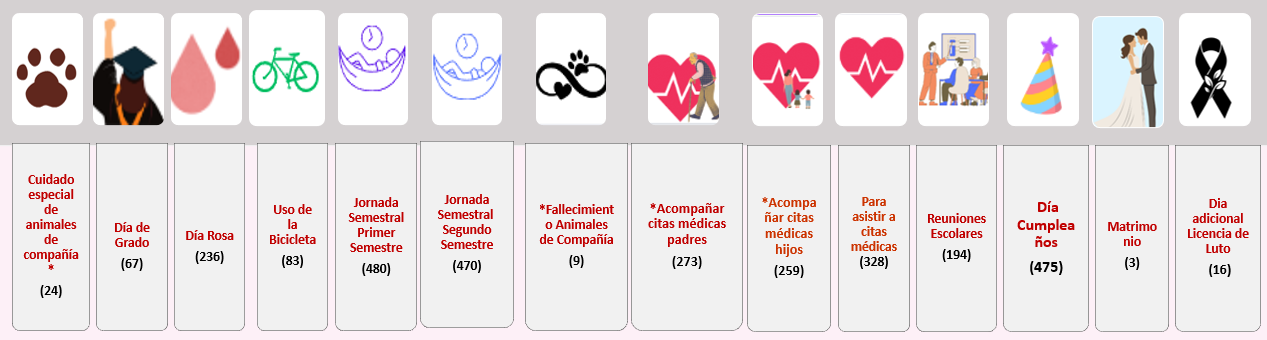 Cuidado
especial
de
animales
de
compañía
*
(24)
Día de
Grado
(67)
Día Rosa
(236)
Uso de
la
Bicicleta
(83)
Jornada
Semestral
Primer
Semestre
(480)
Jornada
Semestral
Segundo
Semestre
(470)
*Fallecimient
o Animales
de Compañía
(9)
*Acompañar
citas médicas
padres
(273)
*Acompa
ñar citas
médicas
hijos
(259)
Para
asistir a
citas
médicas
(328)
Reuniones
Escolares
(194)
Día
Cumplea
ños
(475)
Matrimo
nio
(3)
Dia
adicional
Licencia de
Luto
(16)